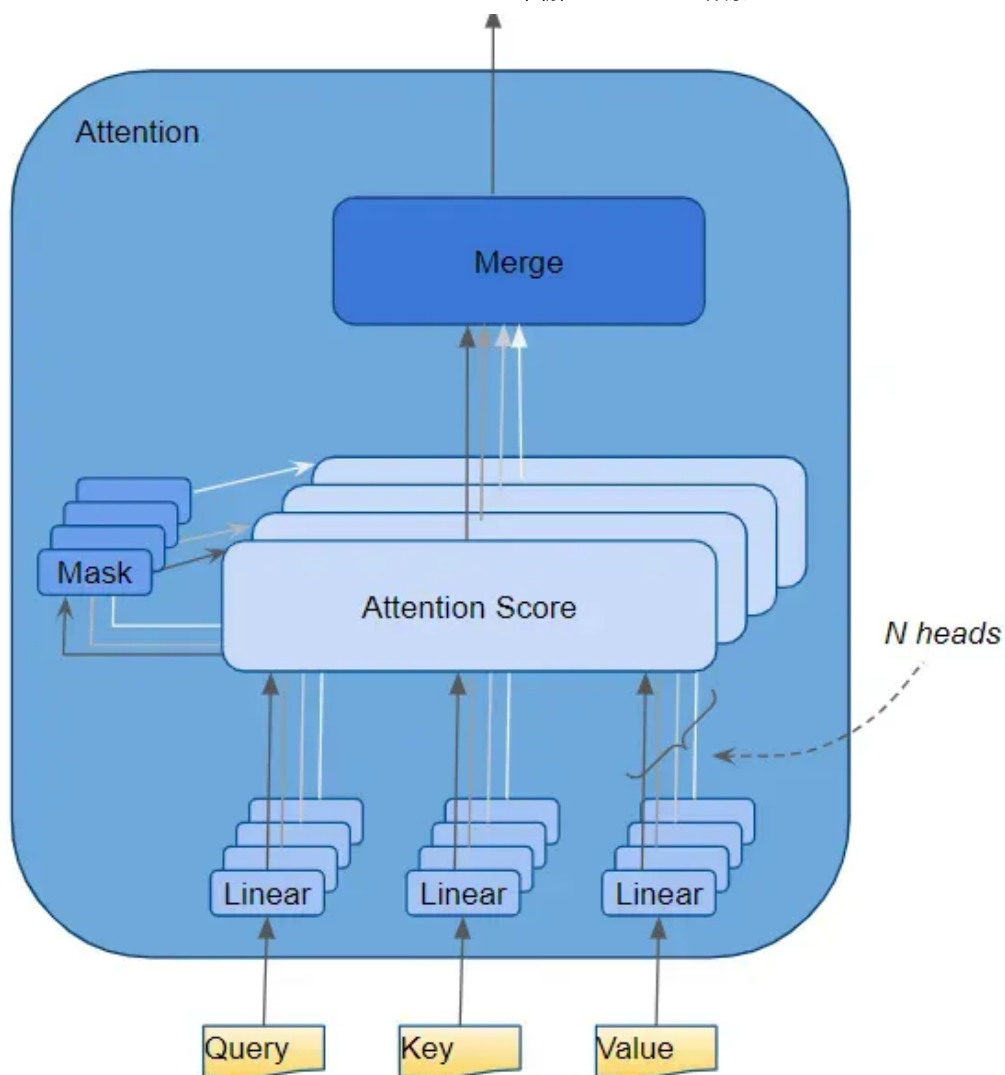 Attention
Merge
Mask
Attention Score
N heads
Linear
Linear
Linear
Query
Key
Value